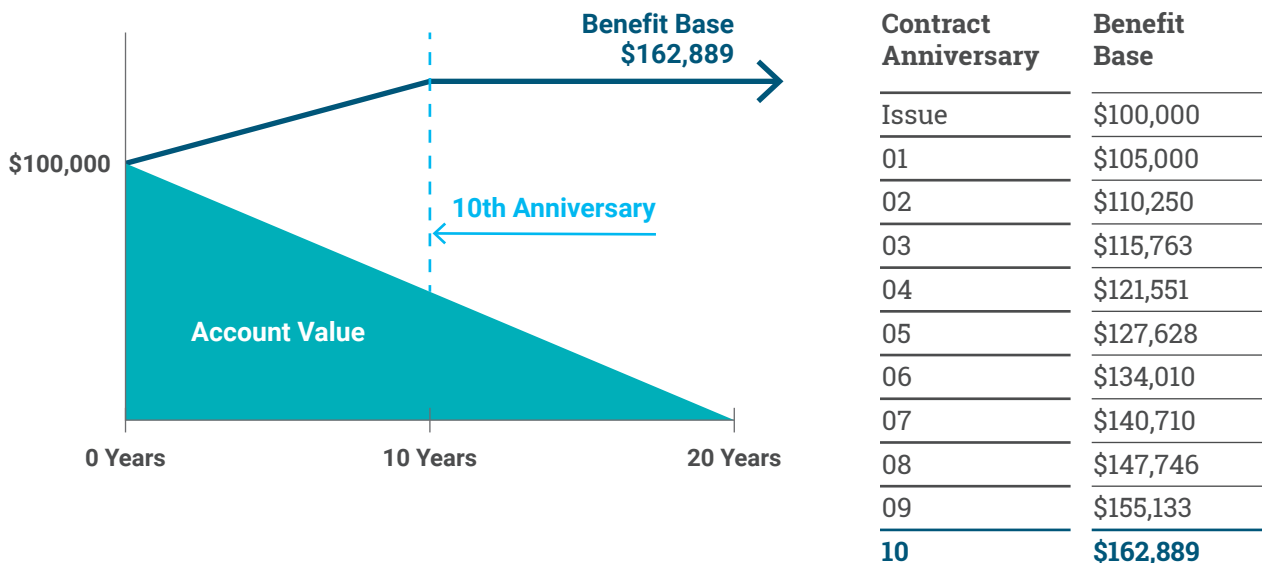 Benefit Base
$162,889
$100,000
10th Anniversary
Account Value
0 Years
10 Years
20 Years
Contract Anniversary
Benefit Base
Issue $100,000
01 $105,000
02 $110,250
03 $115,763
04 $121,551
05 $127,628
06 $134,010
07 $140,710
08 $147,746
09 $155,133
10 $162,889